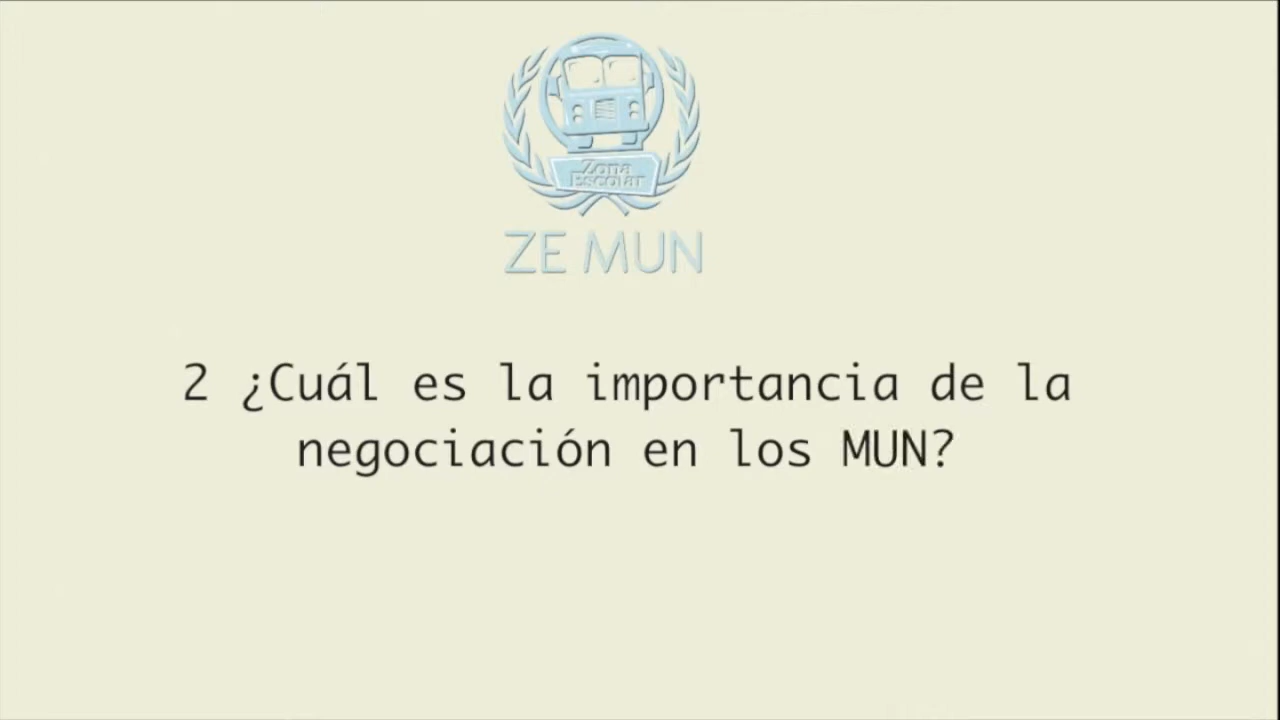 Zona
Escolar
ZE MUN
2 ¿Cuál es la importancia de la
negociación en los MUN?